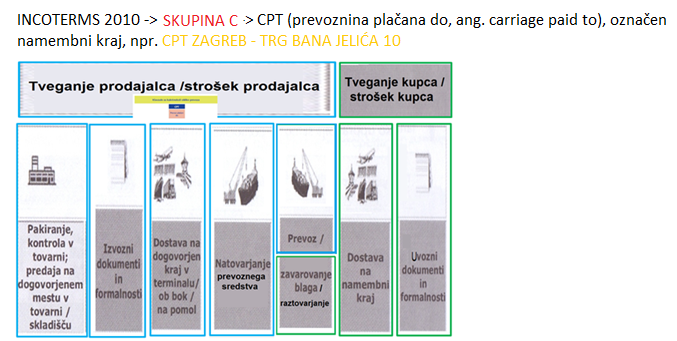 INCOTERMS 2010 -> SKUPINA C -> CPT (prevoznina plačana do, ang. carriage paid to), označen
namembni kraj, npr. CPT ZAGREB - TRG BANA JELIĆA 10
Tveganje prodajalca /strošek prodajalca
Tveganje kupca /
strošek kupca
Pakiranje,
kontrola v
tovarni;
predaja na
dogovorjenem
mestu v
tovarni /
skladišču
Izvozni
dokumenti
in
formalnosti
Dostava na
dogovorjen
kraj v
terminalu/
ob bok /
na pomol
Natovarjanje
prevoznega
sredstva
Prevoz /
zavarovanje
blaga /
raztovarjanje
Dostava
na
namembni
kraj
Uvozni
dokumenti
in
formalnosti